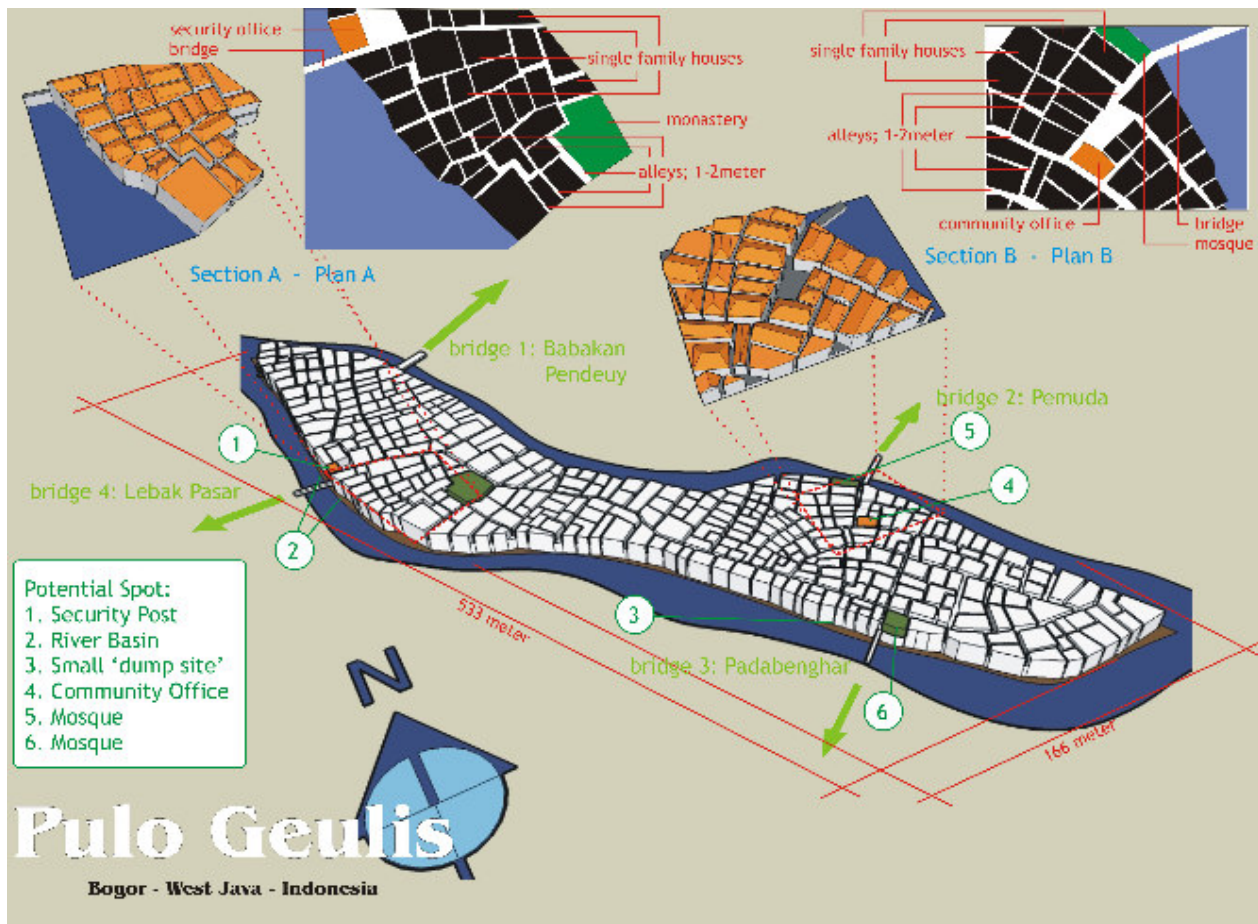 security office
bridge
single family houses
monastery
alleys; 1-2meter
Section A - Plan A
single family houses
alleys; 1-2meter
community office
bridge
mosque
Section B - Plan B
bridge 1: Babakan
Pendeuy
bridge 2: Pemuda
5
1
4
bridge 4: Lebak Pasar
2
Potential Spot:
1. Security Post
2. River Basin
3. Small ‘dump site’
4. Community Office
5. Mosque
6. Mosque
533 meter
3
bridge 3: Padabenghar
6
166 meter
N
Pulo Geulis
Bogor - West Java - Indonesia